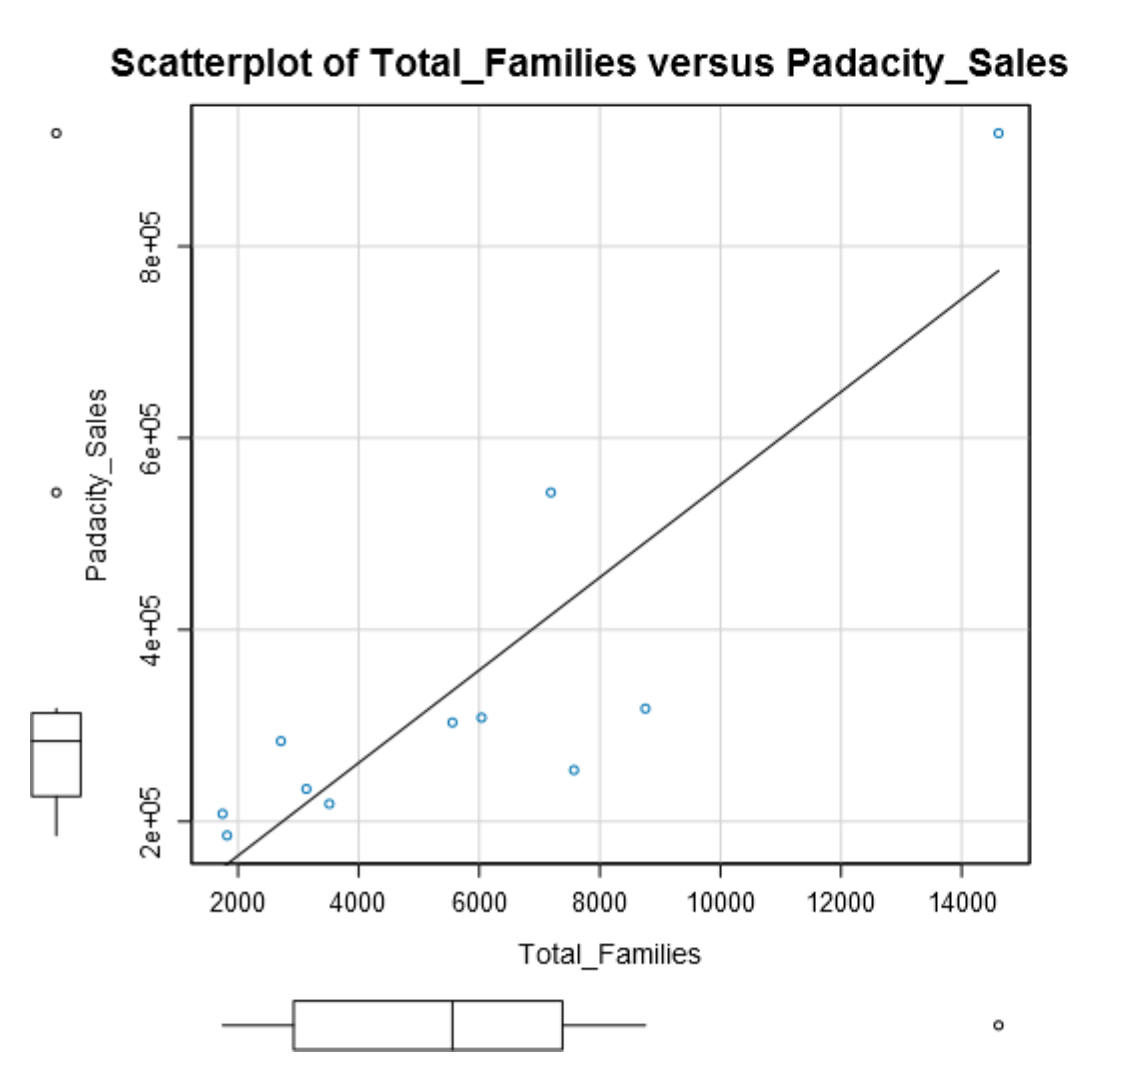 Scatterplot of Total_Families versus Padacity_Sales
8e+05
6e+05
4e+05
2e+05
Padacity_Sales
2000 4000 6000 8000 10000 12000 14000
Total_Families